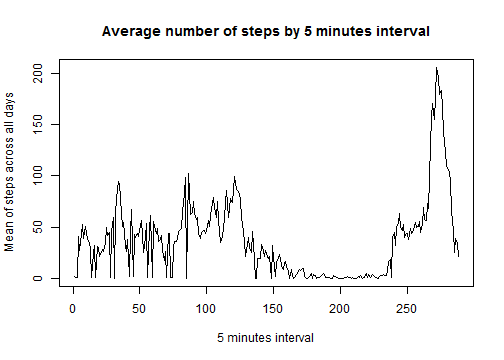 Average number of steps by 5 minutes interval
Mean of steps across all days
200
150
100
50
0
0 50 100 150 200 250
5 minutes interval